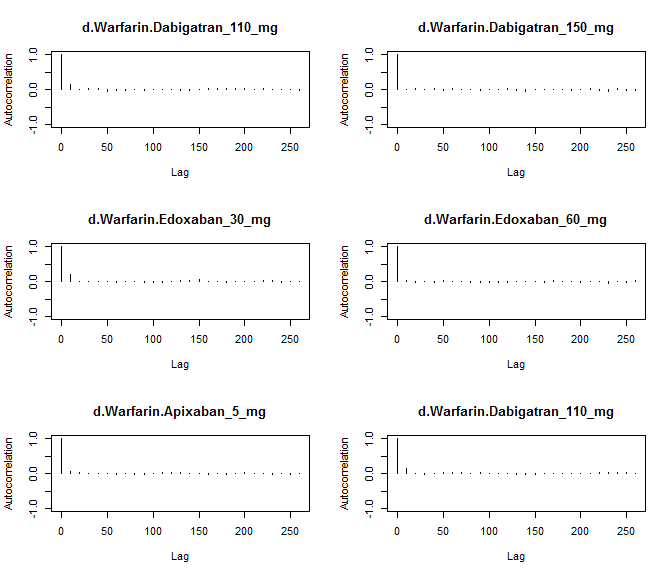 d.Warfarin.Dabigatran_110_mg
Autocorrelation
1.0
0.0
-1.0
0 50 100 150 200 250
Lag
d.Warfarin.Dabigatran_150_mg
Autocorrelation
1.0
0.0
-1.0
0 50 100 150 200 250
Lag
d.Warfarin.Edoxaban_30_mg
Autocorrelation
1.0
0.0
-1.0
0 50 100 150 200 250
Lag
d.Warfarin.Edoxaban_60_mg
Autocorrelation
1.0
0.0
-1.0
0 50 100 150 200 250
Lag
d.Warfarin.Apixaban_5_mg
Autocorrelation
1.0
0.0
-1.0
0 50 100 150 200 250
Lag
d.Warfarin.Dabigatran_110_mg
Autocorrelation
1.0
0.0
-1.0
0 50 100 150 200 250
Lag